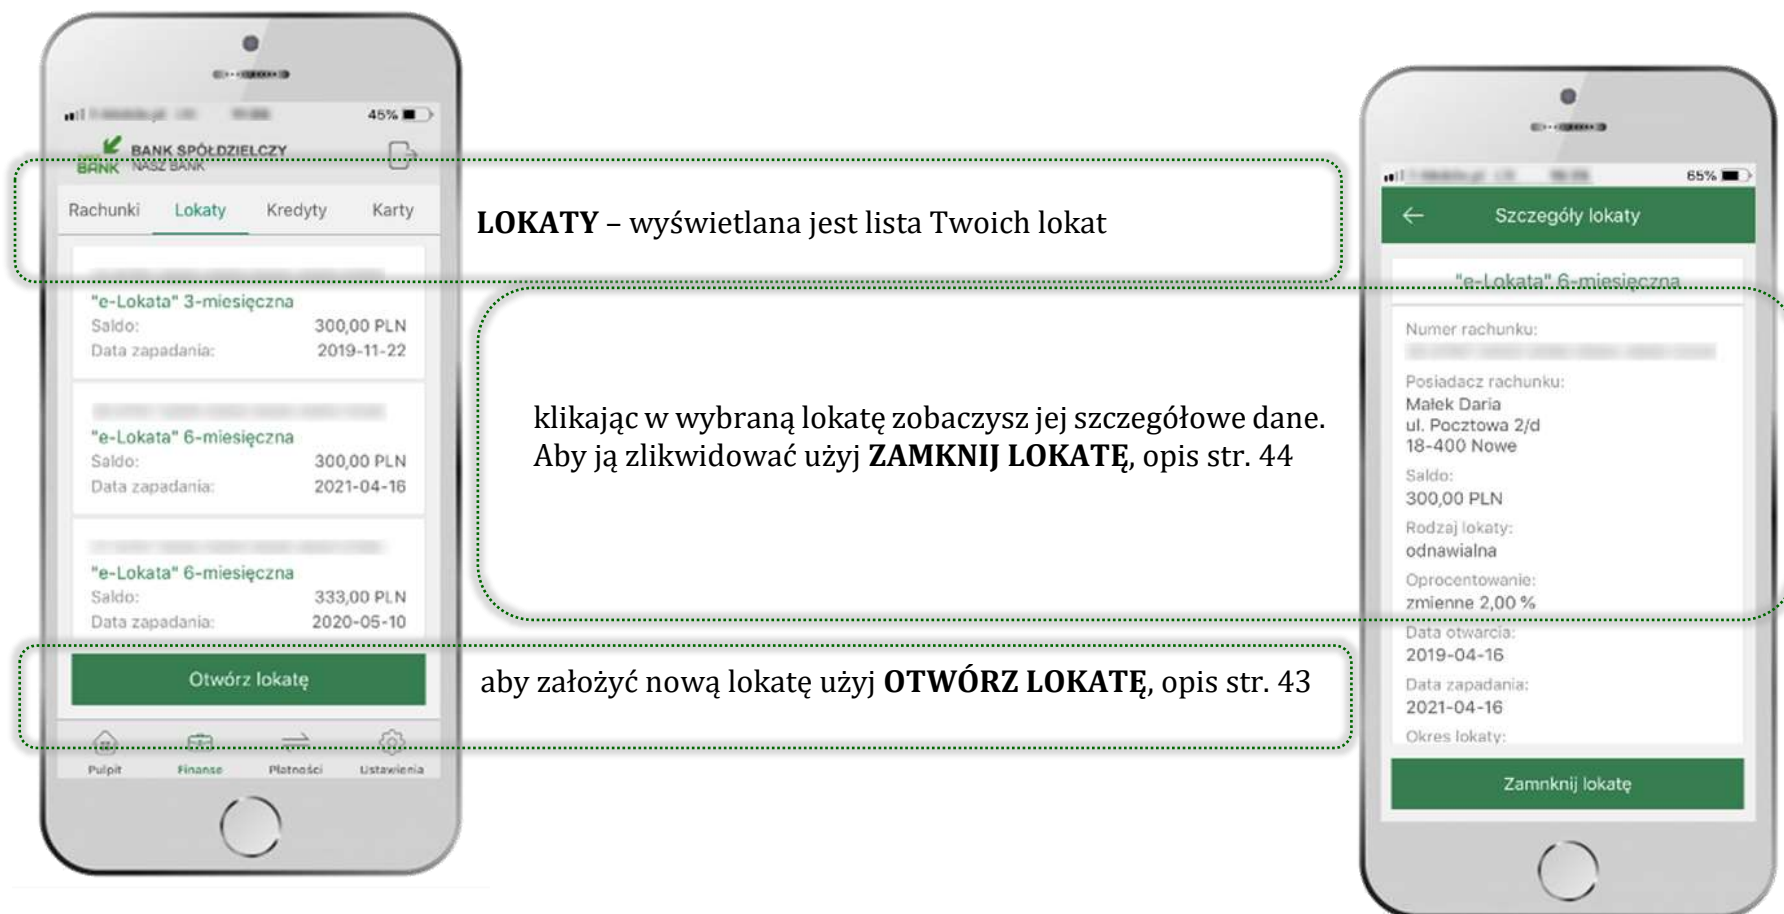 45%
BANK SPÓŁDZIELCZY
BANK NASZ BANK
Rachunki Lokaty Kredyty Karty
"e-Lokata" 3-miesięczna
Saldo: 300,00 PLN
Data zapadania: 2019-11-22
"e-Lokata" 6-miesięczna
Saldo: 300,00 PLN
Data zapadania: 2021-04-16
"e-Lokata" 6-miesięczna
Saldo: 333,00 PLN
Data zapadania: 2020-05-10
Otwórz lokatę
Pulpit Finanse Płatności Ustawienia
LOKATY – wyświetlana jest lista Twoich lokat
klikając w wybraną lokatę zobaczysz jej szczegółowe dane.
Aby ją zlikwidować użyj ZAMKNIJ LOKATĘ, opis str. 44
aby założyć nową lokatę użyj OTWÓRZ LOKATĘ, opis str. 43
65%
Szczegóły lokaty
"e-Lokata" 6-miesięczna
Numer rachunku:
Posiadacz rachunku:
Małek Daria
ul. Pocztowa 2/d
18-400 Nowe
Saldo:
300,00 PLN
Rodzaj lokaty:
odnawialna
Oprocentowanie:
zmienne 2,00 %
Data otwarcia:
2019-04-16
Data zapadania:
2021-04-16
Okres lokaty:
Zamnknij lokatę